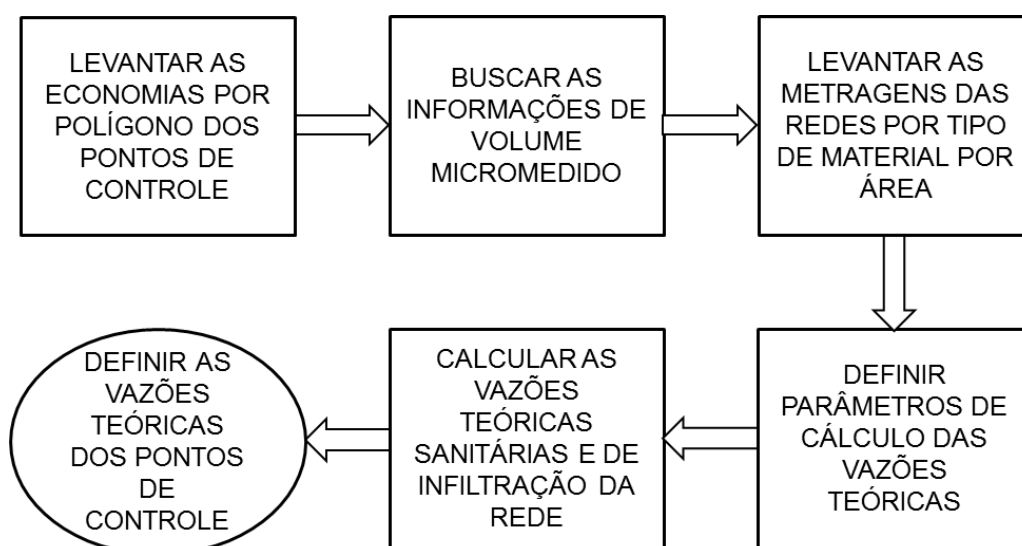 LEVANTAR AS
ECONOMIAS POR
POLÍGONO DOS
PONTOS DE
CONTROLE
BUSCAR AS
INFORMAÇÕES DE
VOLUME
MICROMEDIDO
LEVANTAR AS
METRAGENS DAS
REDES POR TIPO
DE MATERIAL POR
ÁREA
DEFINIR
PARÂMETROS DE
CÁLCULO DAS
VAZÕES
TEÓRICAS
CALCULAR AS
VAZÕES
TEÓRICAS
SANITÁRIAS E DE
INFILTRAÇÃO DA
REDE
DEFINIR AS
VAZÕES
TEÓRICAS
DOS PONTOS
DE
CONTROLE